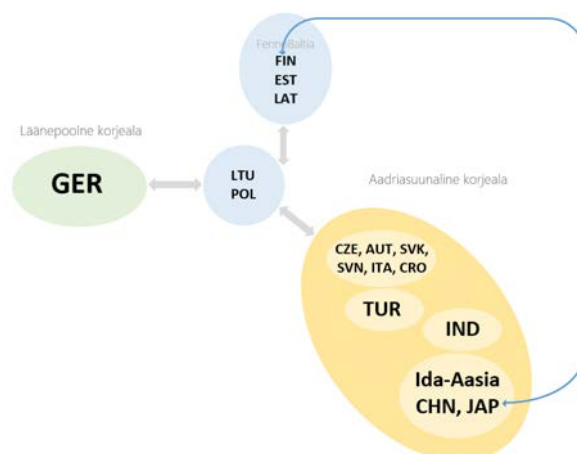 FennoBaltia
FIN
EST
LAT
Läänepoolne korjeala
GER
LTU
POL
Aadriasuunaline korjeala
CZE, AUT, SVK,
SVN, ITA, CRO
TUR
IND
Ida-Aasia
CHN, JAP